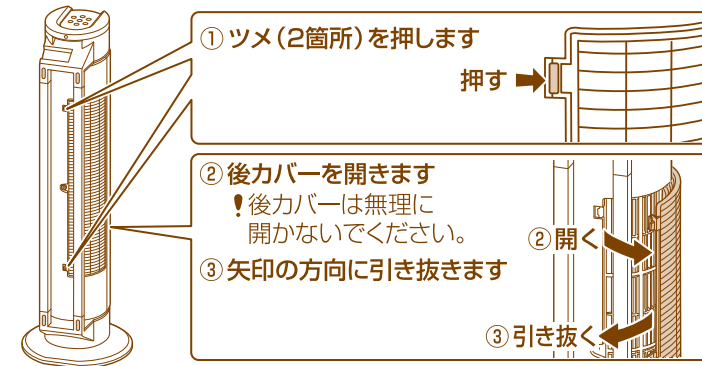 ①ツメ（2箇所）を押します
押す
②後カバーを開きます
！後カバーは無理に
開かないでください。
②開く
③矢印の方向に引き抜きます
③引き抜く